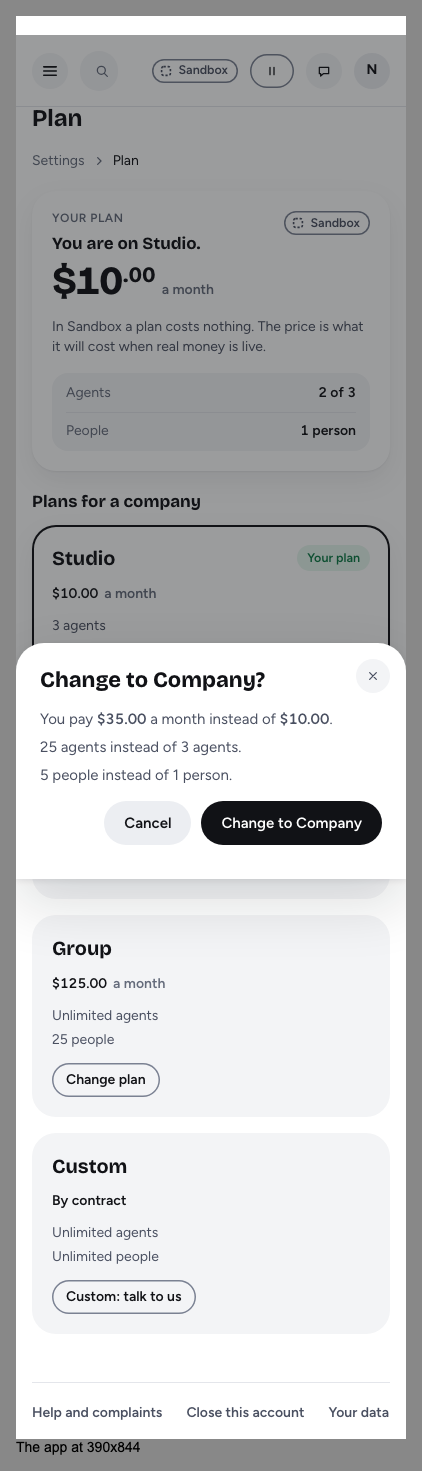 Sandbox
N
Plan
Settings > Plan
YOUR PLAN
Sandbox
You are on Studio.
$10.00 a month
In Sandbox a plan costs nothing. The price is what
it will cost when real money is live.
Agents 2 of 3
People 1 person
Plans for a company
Studio Your plan
$10.00 a month
3 agents
Change to Company?
You pay $35.00 a month instead of $10.00.
25 agents instead of 3 agents.
5 people instead of 1 person.
Cancel Change to Company
Group
$125.00 a month
Unlimited agents
25 people
Change plan
Custom
By contract
Unlimited agents
Unlimited people
Custom: talk to us
Help and complaints Close this account Your data
The app at 390x844